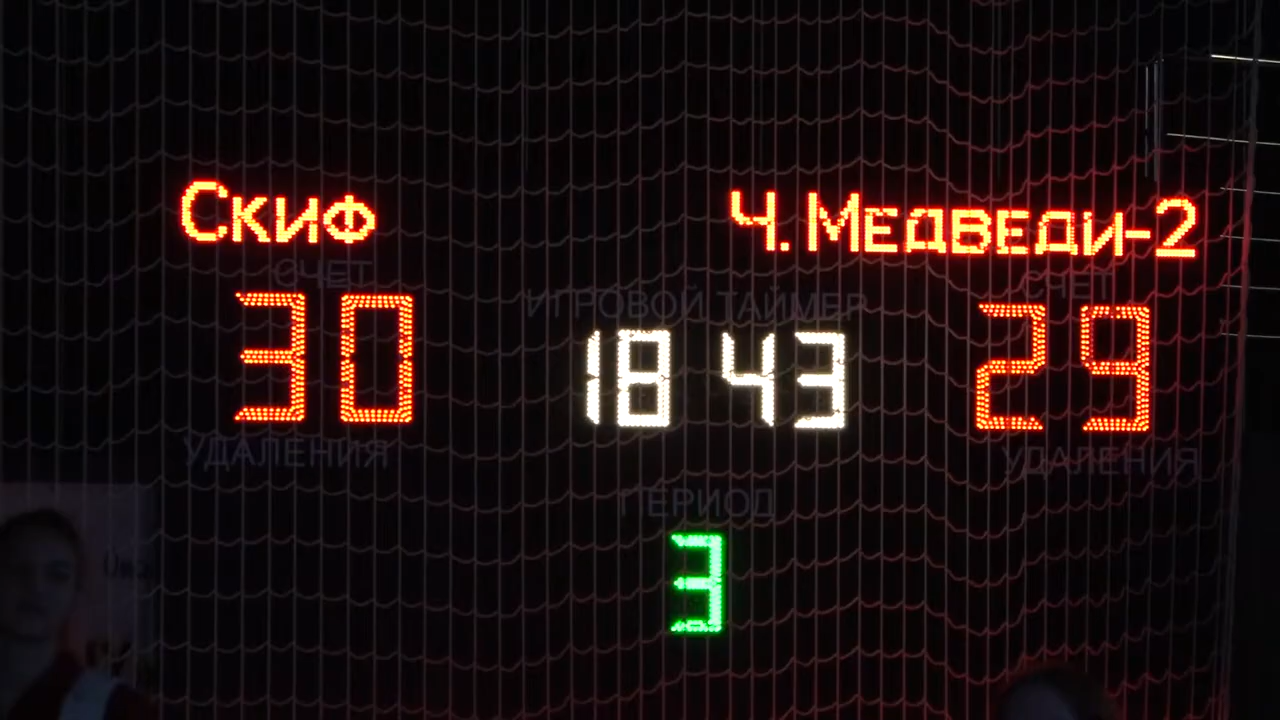 Скиф Ч. Медведи-2
СЧЕТ ИГРОВОЙ ТАЙМЕР СЧЕТ
30 18 43 29
УДАЛЕНИЯ УДАЛЕНИЯ
ПЕРИОД
3